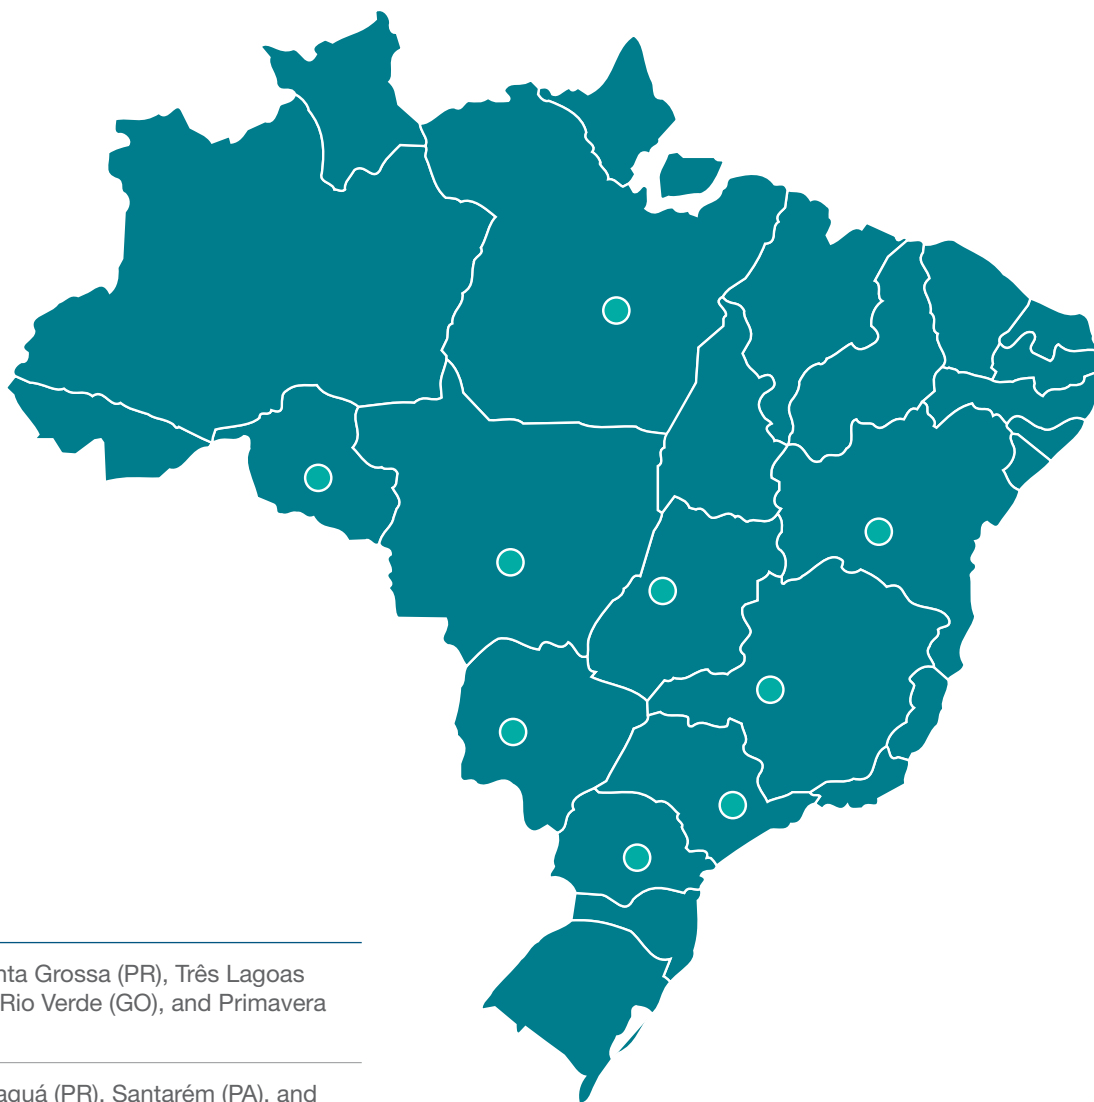 nta Grossa (PR), Três Lagoas
Rio Verde (GO), and Primavera
aguá (PR), Santarém (PA), and